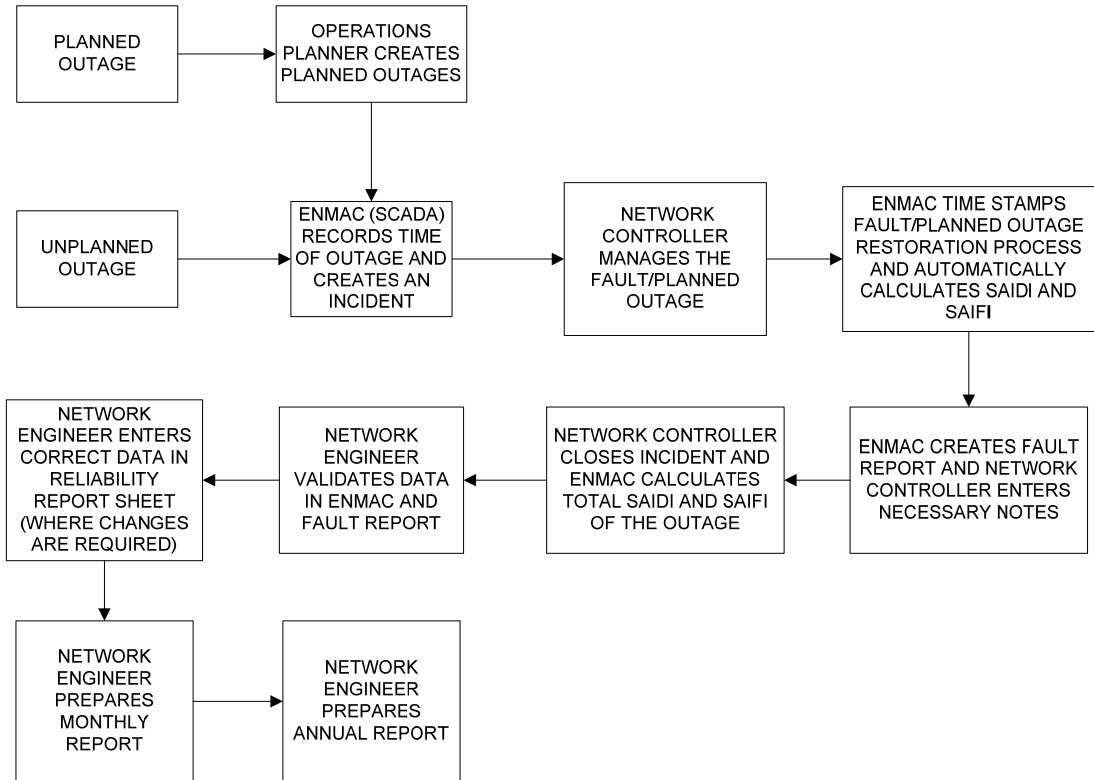 PLANNED
OUTAGE
OPERATIONS
PLANNER CREATES
PLANNED OUTAGES
UNPLANNED
OUTAGE
ENMAC (SCADA)
RECORDS TIME
OF OUTAGE AND
CREATES AN
INCIDENT
NETWORK
CONTROLLER
MANAGES THE
FAULT/PLANNED
OUTAGE
ENMAC TIME STAMPS
FAULT/PLANNED OUTAGE
RESTORATION PROCESS
AND AUTOMATICALLY
CALCULATES SAIDI AND
SAIFI
ENMAC CREATES FAULT
REPORT AND NETWORK
CONTROLLER ENTERS
NECESSARY NOTES
NETWORK CONTROLLER
CLOSES INCIDENT AND
ENMAC CALCULATES
TOTAL SAIDI AND SAIFI
OF THE OUTAGE
NETWORK
ENGINEER
VALIDATES DATA
IN ENMAC AND
FAULT REPORT
NETWORK
ENGINEER ENTERS
CORRECT DATA IN
RELIABILITY
REPORT SHEET
(WHERE CHANGES
ARE REQUIRED)
NETWORK
ENGINEER
PREPARES
MONTHLY
REPORT
NETWORK
ENGINEER
PREPARES
ANNUAL REPORT